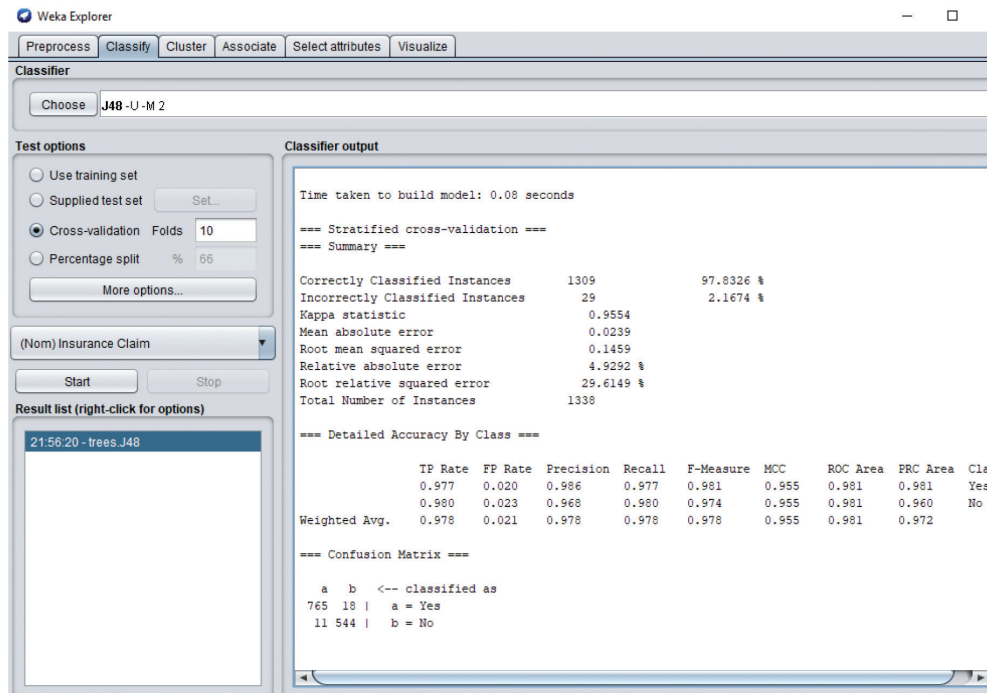 Weka Explorer
Preprocess Classify Cluster Associate Select attributes Visualize
Classifier
Choose J48 -U -M 2
Test options
Use training set
Supplied test set Set...
Cross-validation Folds 10
Percentage split % 66
More options...
(Nom) Insurance Claim
Start Stop
Result list (right-click for options)
21:56:20 - trees.J48
Classifier output
Time taken to build model: 0.08 seconds
=== Stratified cross-validation ===
=== Summary ===
Correctly Classified Instances 1309 97.8326 %
Incorrectly Classified Instances 29 2.1674 %
Kappa statistic 0.9554
Mean absolute error 0.0239
Root mean squared error 0.1459
Relative absolute error 4.9292 %
Root relative squared error 29.6149 %
Total Number of Instances 1338
=== Detailed Accuracy By Class ===
TP Rate FP Rate Precision Recall F-Measure MCC ROC Area PRC Area Cla
0.977 0.020 0.986 0.977 0.981 0.955 0.981 0.981 Yes
0.980 0.023 0.968 0.980 0.974 0.955 0.981 0.960 No
Weighted Avg. 0.978 0.021 0.978 0.978 0.978 0.955 0.981 0.972
=== Confusion Matrix ===
a b <-- classified as
765 18 | a = Yes
11 544 | b = No